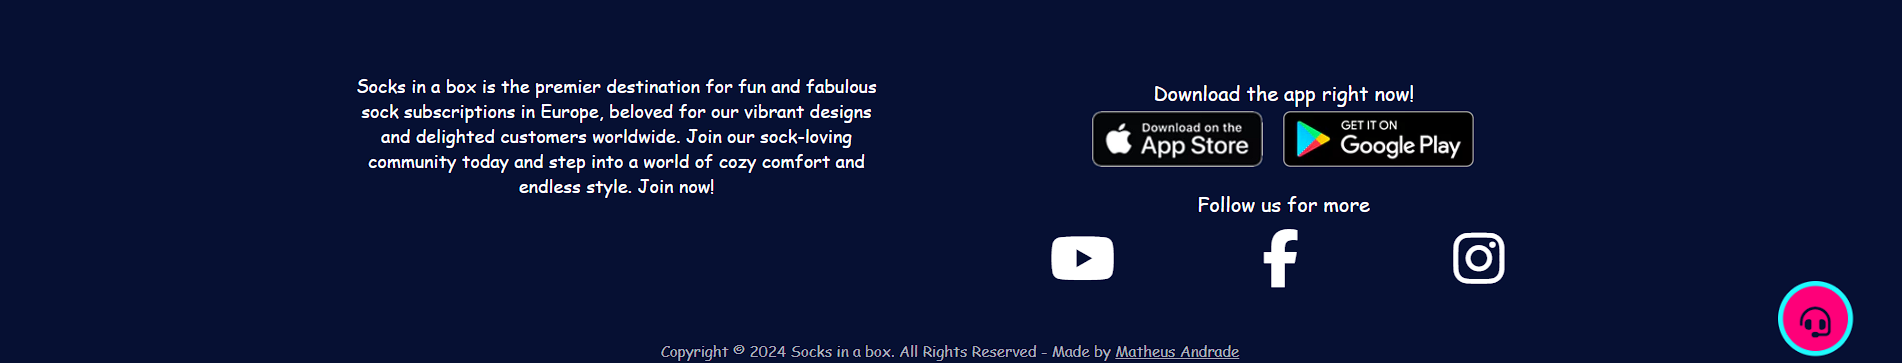 Socks in a box is the premier destination for fun and fabulous
sock subscriptions in Europe, beloved for our vibrant designs
and delighted customers worldwide. Join our sock-loving
community today and step into a world of cozy comfort and
endless style. Join now!
Download the app right now!
Download on the
App Store
GET IT ON
Google Play
Follow us for more
Copyright © 2024 Socks in a box. All Rights Reserved - Made by Matheus Andrade